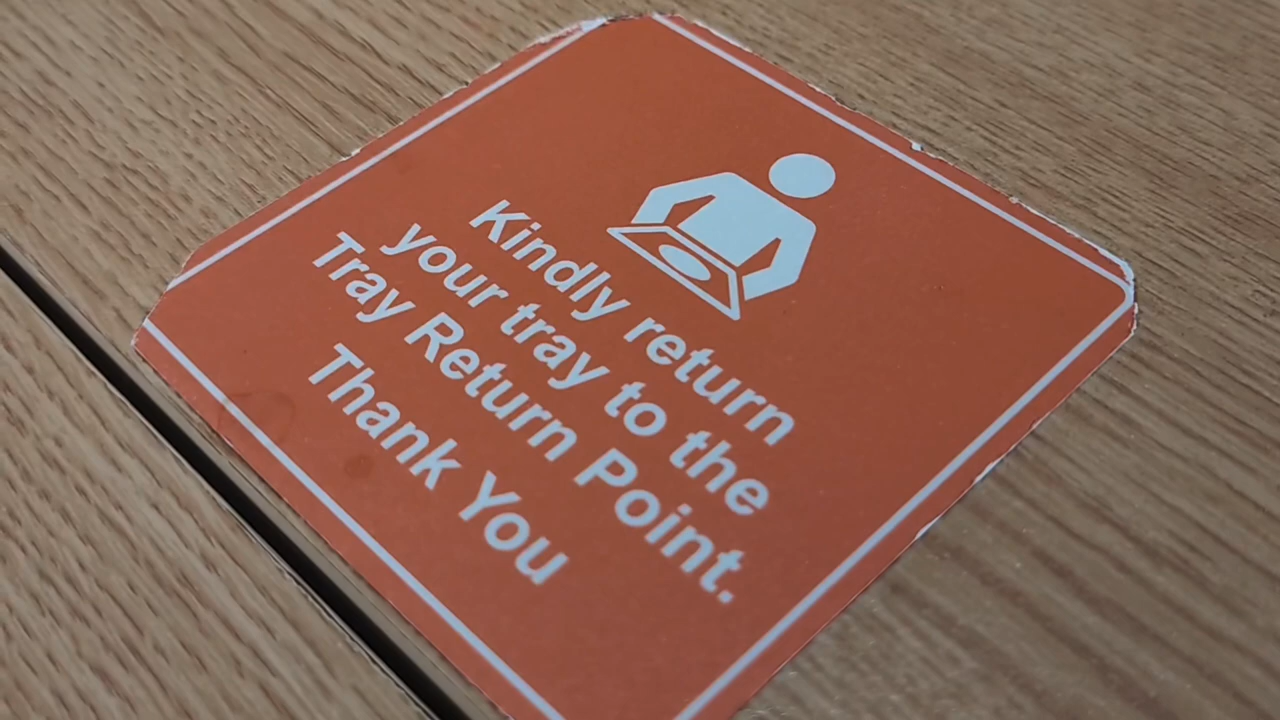 Kindly return
your tray to the
Tray Return Point.
Thank You